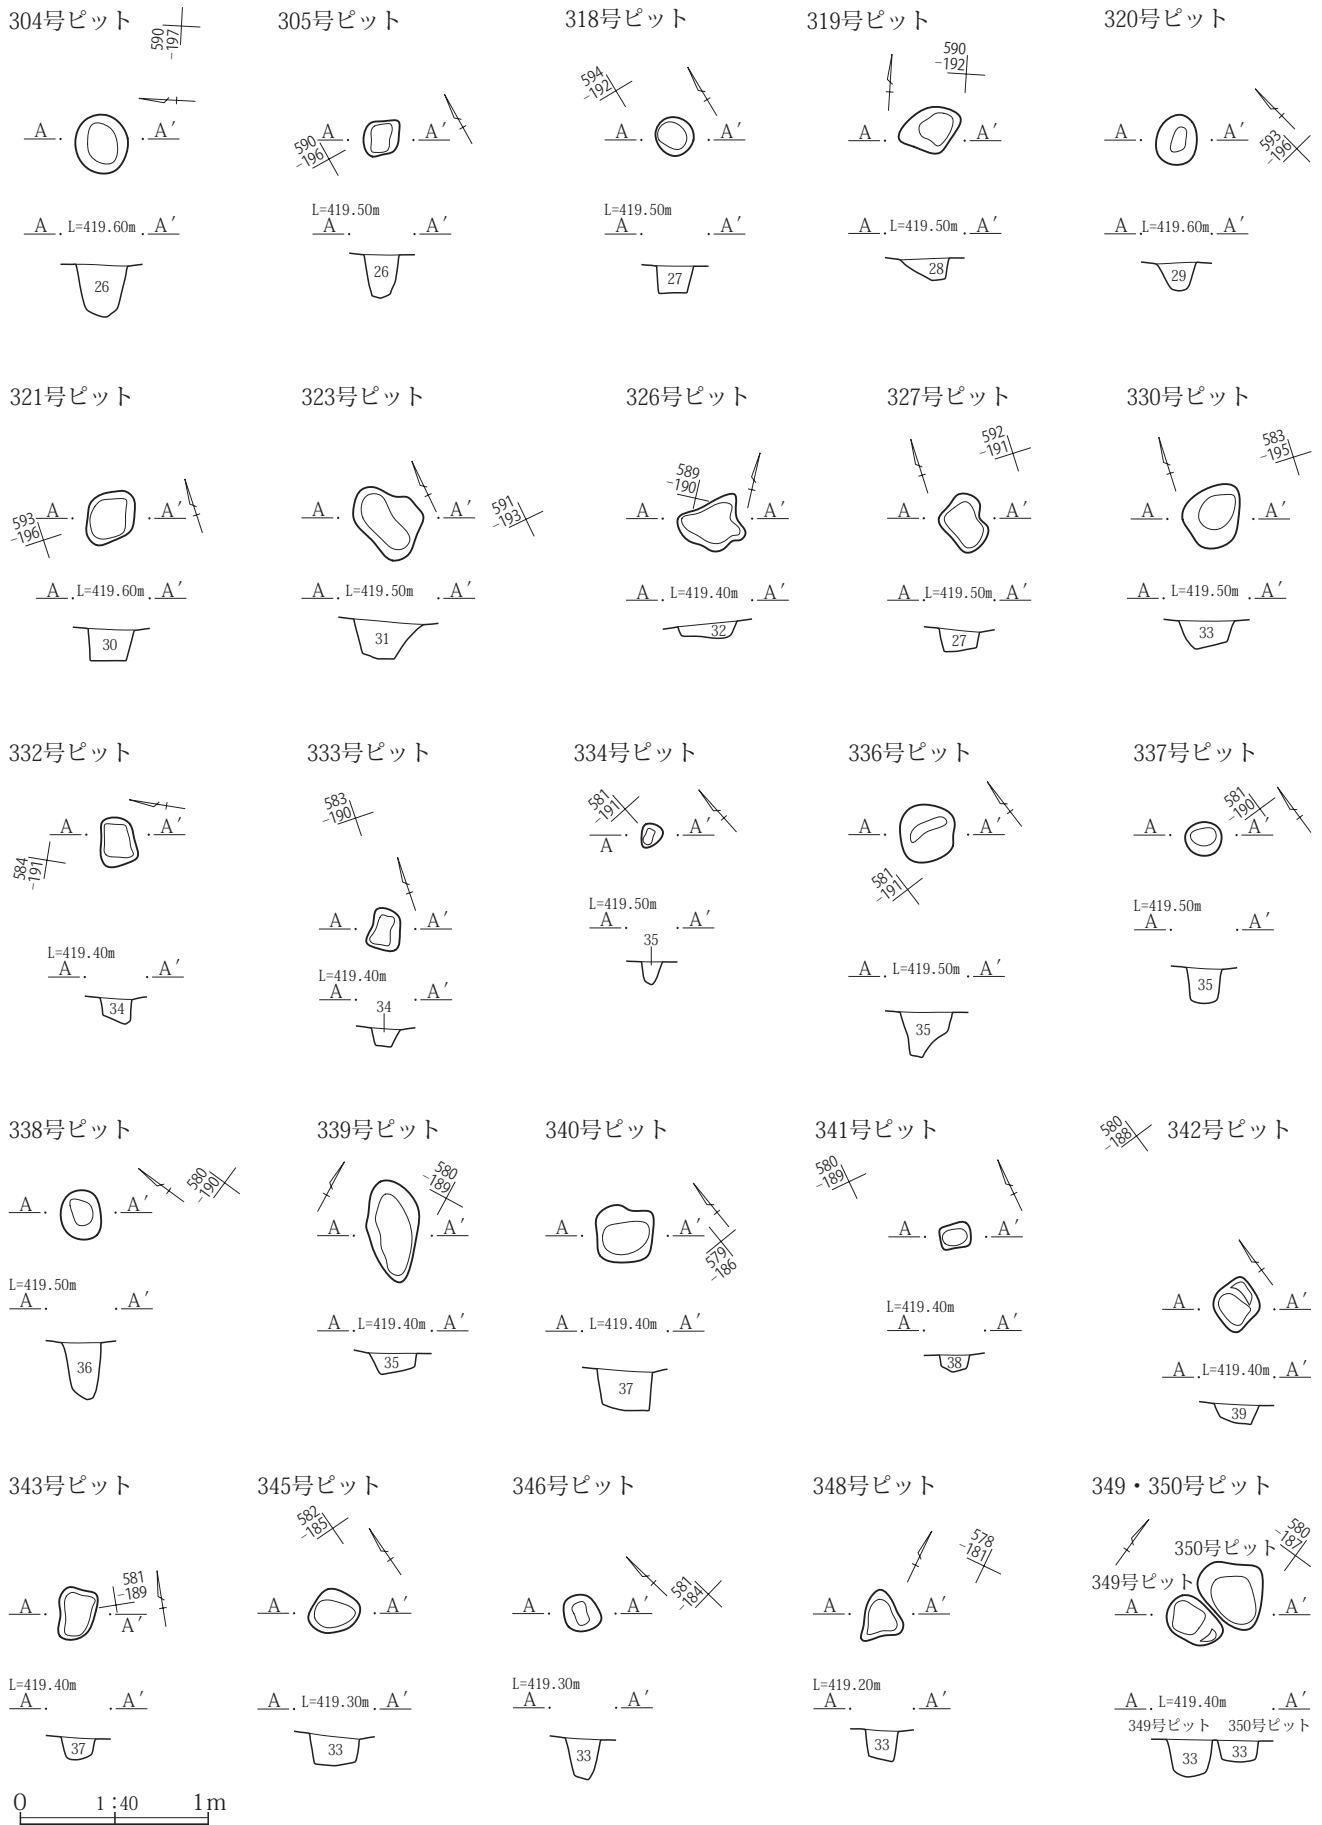 304号ピット
590
-197
A A′
A L=419.60m A′
26
305号ピット
590
-196
A A′
L=419.50m
A A′
26
318号ピット
594
-192
A A′
L=419.50m
A A′
27
319号ピット
590
-192
A A′
A L=419.50m A′
28
320号ピット
593
-196
A A′
A L=419.60m A′
29
321号ピット
593
-196
A A′
A L=419.60m A′
30
323号ピット
591
-193
A A′
A L=419.50m A′
31
326号ピット
589
-190
A A′
A L=419.40m A′
32
327号ピット
592
-191
A A′
A L=419.50m A′
27
330号ピット
583
-195
A A′
A L=419.50m A′
33
332号ピット
584
-191
A A′
L=419.40m
A A′
34
333号ピット
583
-190
A A′
L=419.40m
A A′
34
334号ピット
581
-191
A A′
L=419.50m
A A′
35
336号ピット
A A′
581
-191
A L=419.50m A′
35
337号ピット
581
-190
A A′
L=419.50m
A A′
35
338号ピット
580
-190
A A′
L=419.50m
A A′
36
339号ピット
580
-189
A A′
A L=419.40m A′
35
340号ピット
A A′
579
-186
A L=419.40m A′
37
341号ピット
580
-189
A A′
L=419.40m
A A′
38
342号ピット
580
-188
A A′
A L=419.40m A′
39
343号ピット
581
-189
A A′
L=419.40m
A A′
37
345号ピット
582
-185
A A′
A L=419.30m A′
33
346号ピット
581
-184
A A′
L=419.30m
A A′
33
348号ピット
578
-181
A A′
L=419.20m
A A′
33
349・350号ピット
580
-187
350号ピット
349号ピット
A A′
A L=419.40m A′
349号ピット 350号ピット
33 33
0 1:40 1m